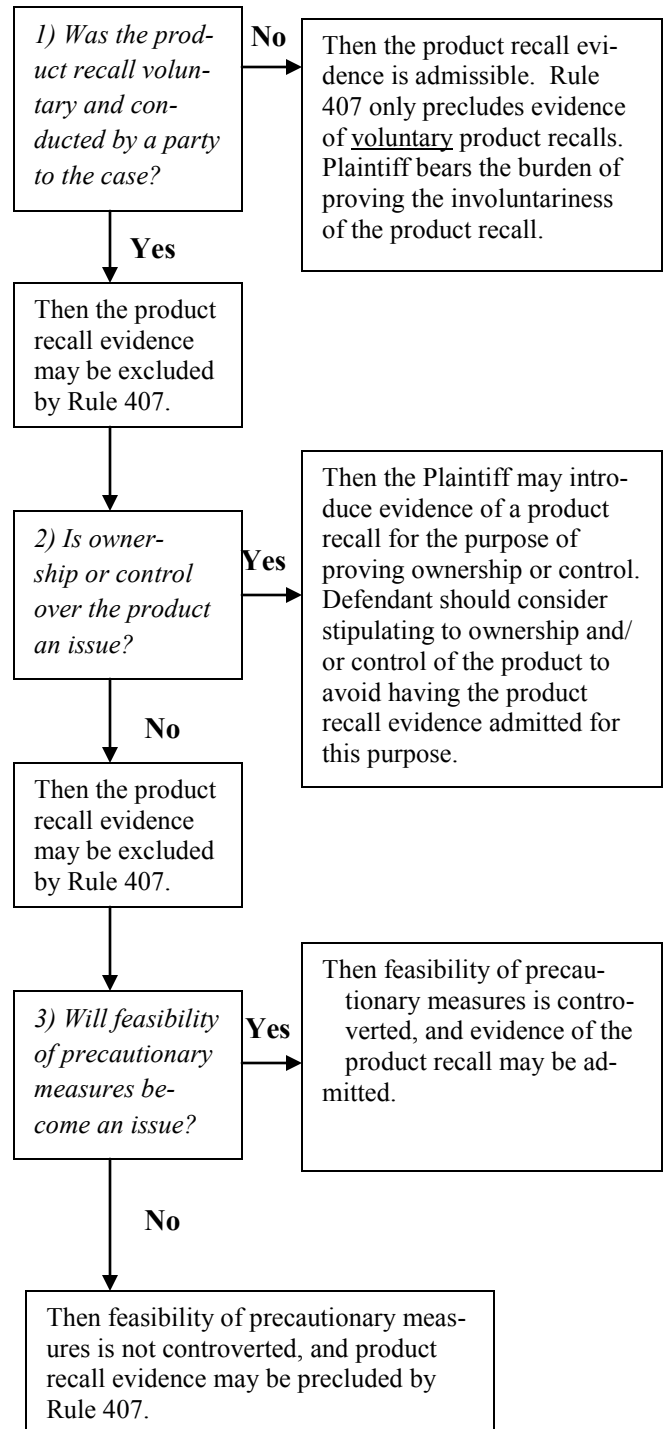 1) Was the prod-
uct recall volun-
tary and con-
ducted by a party
to the case?
No
Then the product recall evi-
dence is admissible.  Rule
407 only precludes evidence
of voluntary product recalls.
Plaintiff bears the burden of
proving the involuntariness
of the product recall.
Yes
Then the product
recall evidence
may be excluded
by Rule 407.
2) Is owner-
ship or control
over the product
an issue?
Yes
Then the Plaintiff may intro-
duce evidence of a product
recall for the purpose of
proving ownership or control.
Defendant should consider
stipulating to ownership and/
or control of the product to
avoid having the product
recall evidence admitted for
this purpose.
No
Then the product
recall evidence
may be excluded
by Rule 407.
3) Will feasibility
of precautionary
measures be-
come an issue?
Yes
Then feasibility of precau-
tionary measures is contro-
verted, and evidence of the
product recall may be ad-
mitted.
No
Then feasibility of precautionary meas-
ures is not controverted, and product
recall evidence may be precluded by
Rule 407.